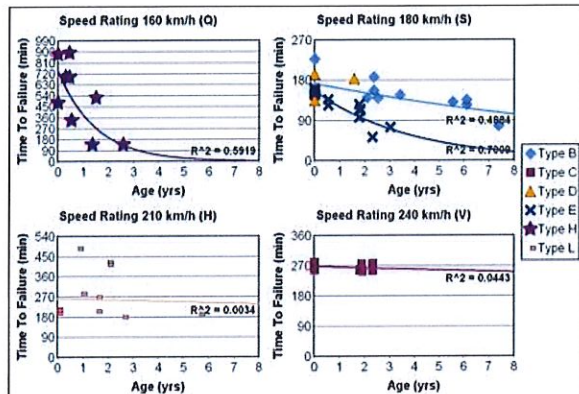 Speed Rating 160 km/h (Q)
Time To Failure (min)
990
900
810
720
630
540
450
360
270
180
90
0
R^2 = 0.5919
0 1 2 3 4 5 6 7 8
Age (yrs)
Speed Rating 180 km/h (S)
Time To Failure (min)
270
180
90
0
R^2 = 0.4984
R^2 = 0.7009
0 1 2 3 4 5 6 7 8
Age (yrs)
Type B
Type C
Type D
Type E
Type H
Type L
Speed Rating 210 km/h (H)
Time To Failure (min)
540
450
360
270
180
90
0
R^2 = 0.0034
0 1 2 3 4 5 6 7 8
Age (yrs)
Speed Rating 240 km/h (V)
Time To Failure (min)
360
270
180
90
0
R^2 = 0.0443
0 1 2 3 4 5 6 7 8
Age (yrs)